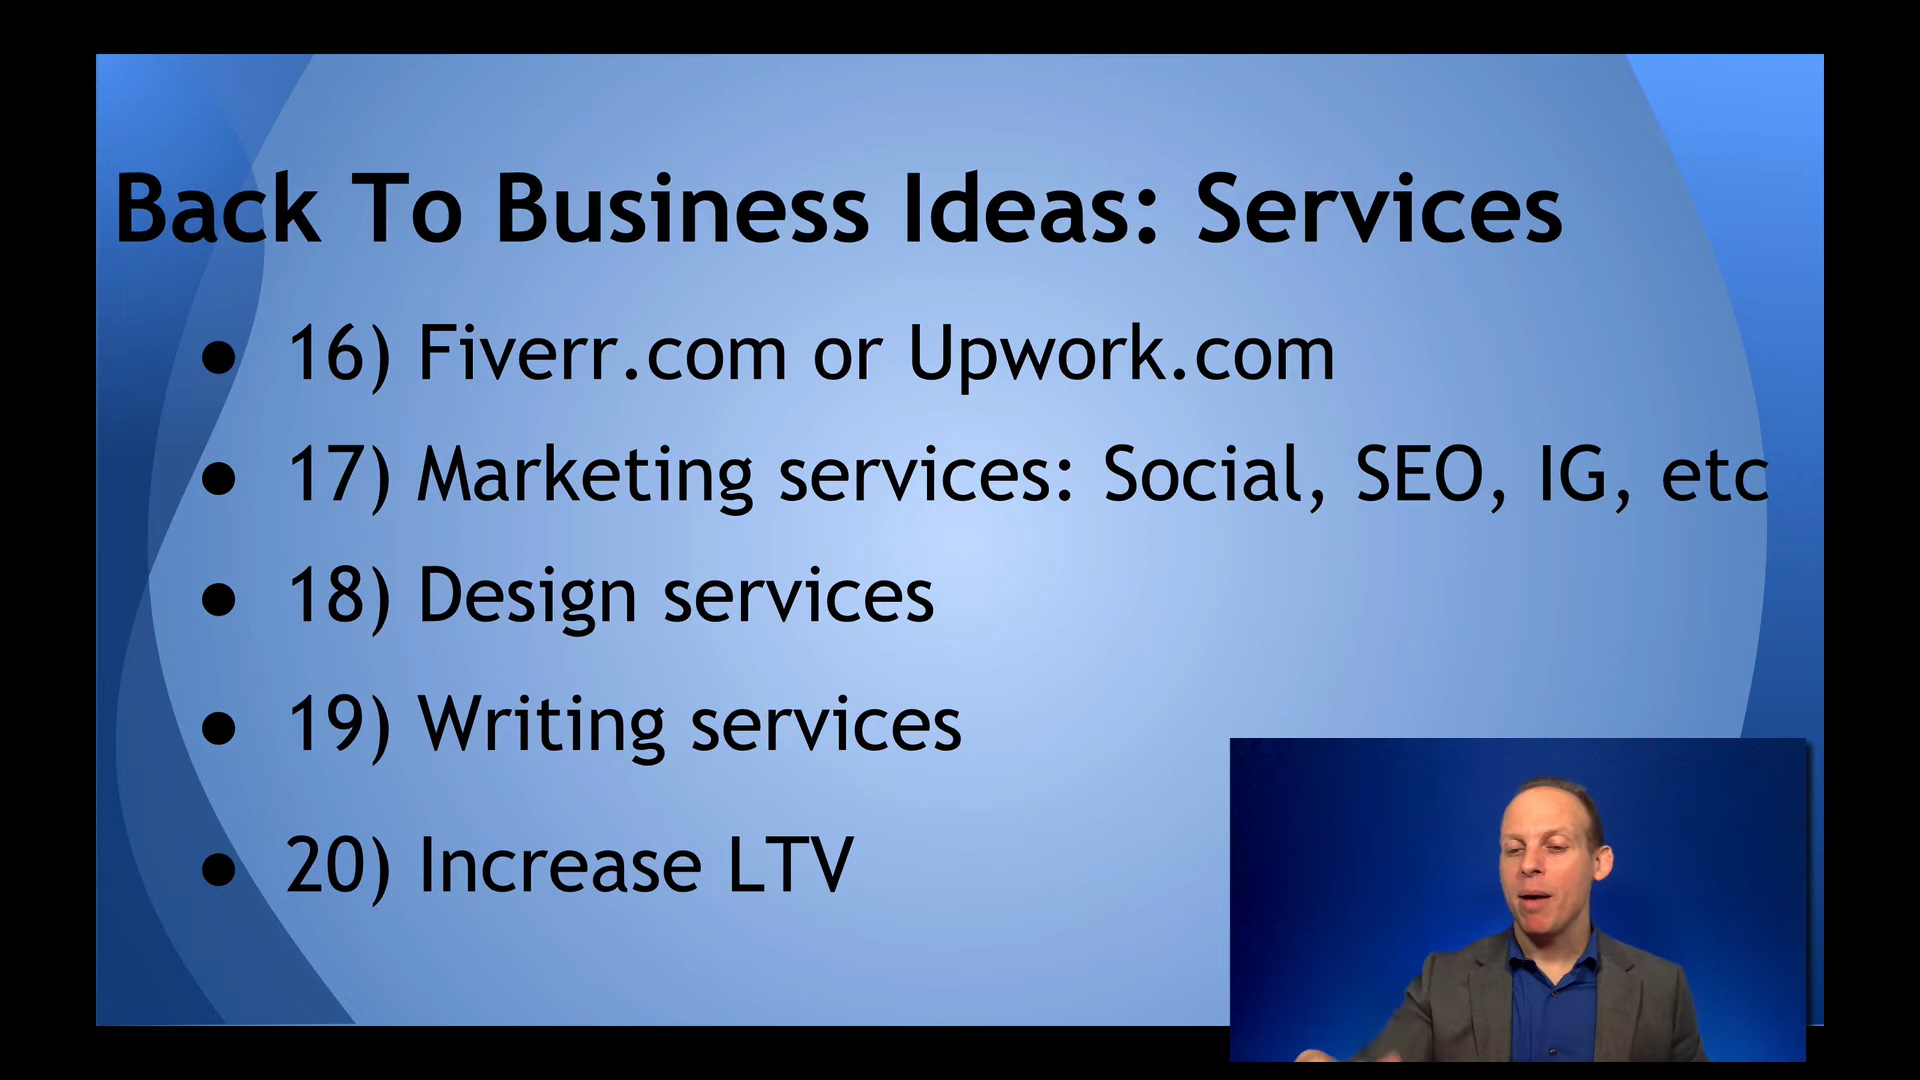 Back To Business Ideas: Services
● 16) Fiverr.com or Upwork.com
● 17) Marketing services: Social, SEO, IG, etc
● 18) Design services
● 19) Writing services
● 20) Increase LTV